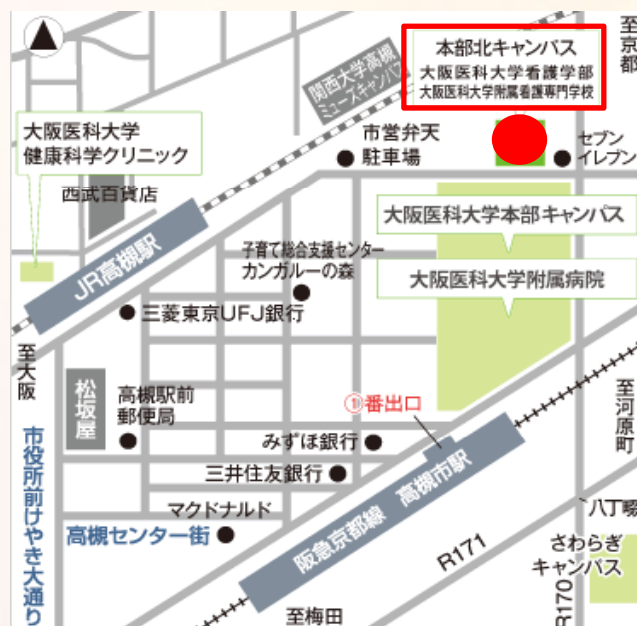 本部北キャンパス
大阪医科大学看護学部
大阪医科大学附属看護専門学校
至京都
関西大学高槻
ミューズキャンパス
大阪医科大学
健康科学クリニック
市営弁天
駐車場
セブン
イレブン
西武百貨店
大阪医科大学本部キャンパス
JR高槻駅
子育て総合支援センター
カンガルーの森
大阪医科大学附属病院
三菱東京UFJ銀行
至大阪
松坂屋
高槻駅前
郵便局
①番出口
至河原町
市役所前けやき大通り
みずほ銀行
三井住友銀行
阪急京都線 高槻市駅
マクドナルド
高槻センター街
八丁畷
R171
さわらぎ
キャンパス
R170
至梅田